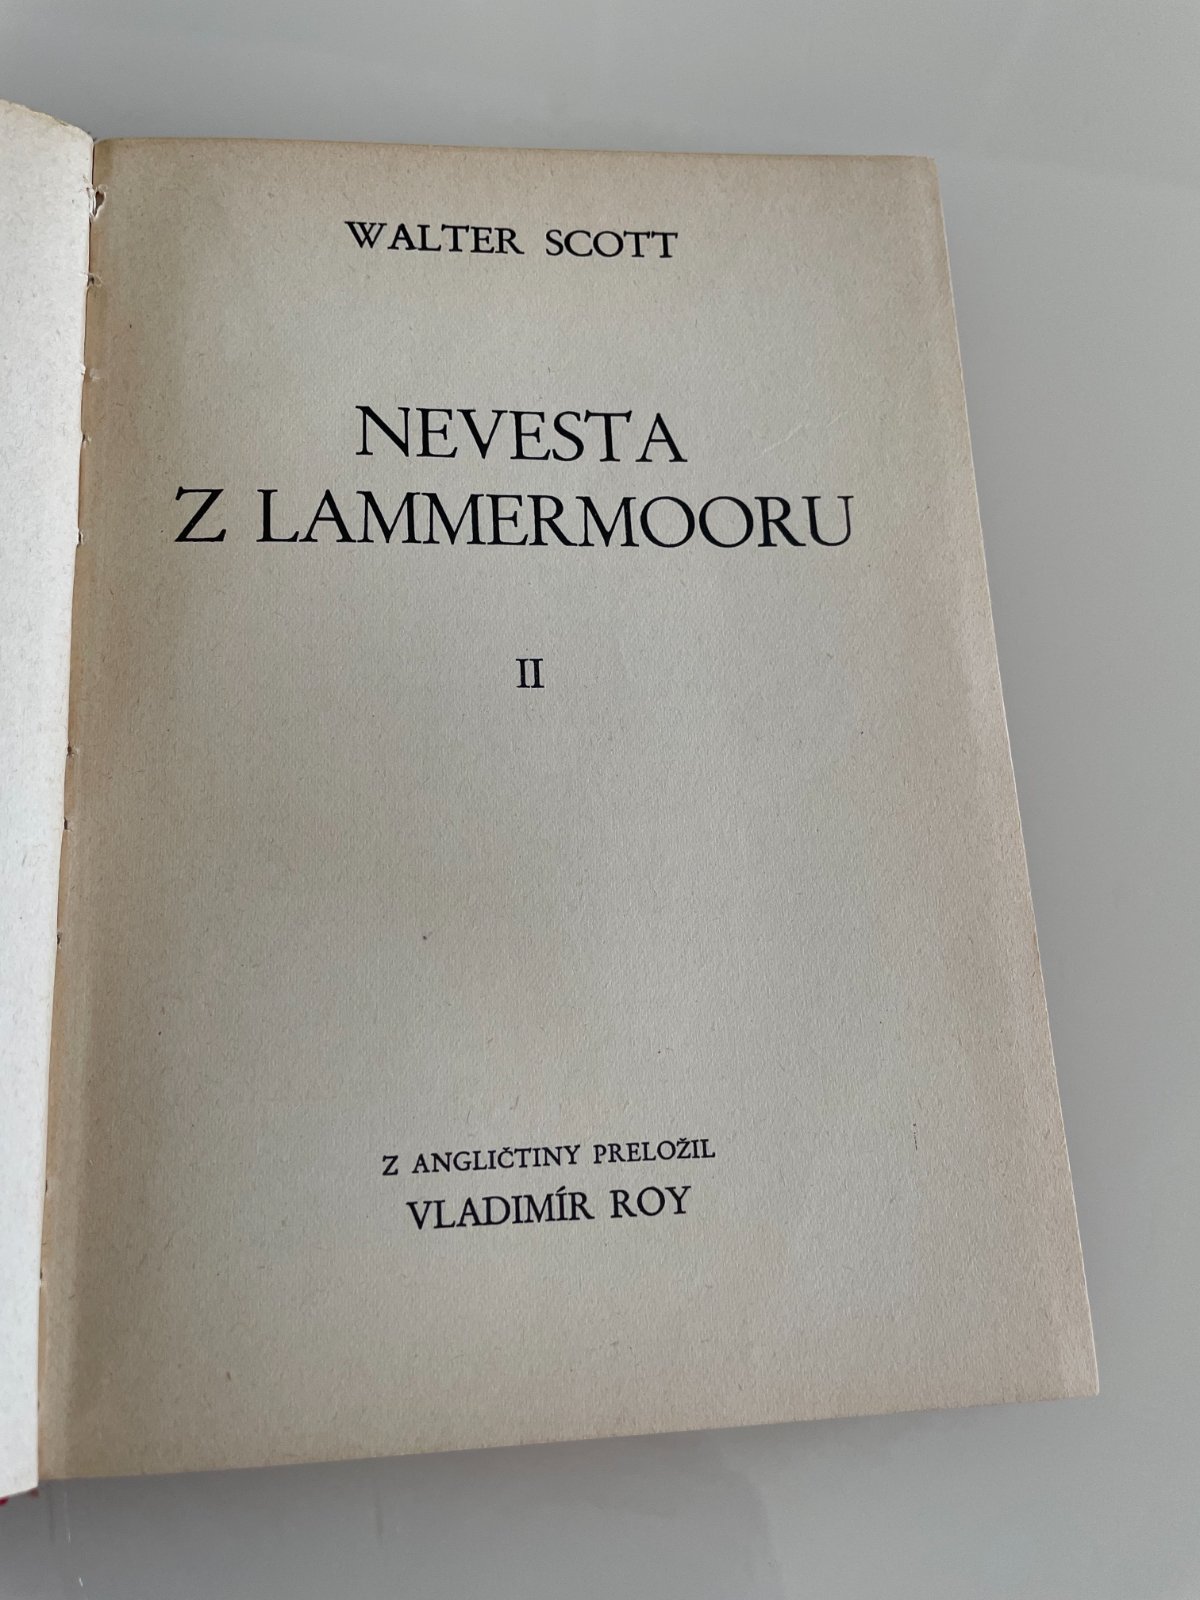 WALTER SCOTT
NEVESTA
Z LAMMERMOORU
II
Z ANGLIČTINY PRELOŽIL
VLADIMÍR ROY